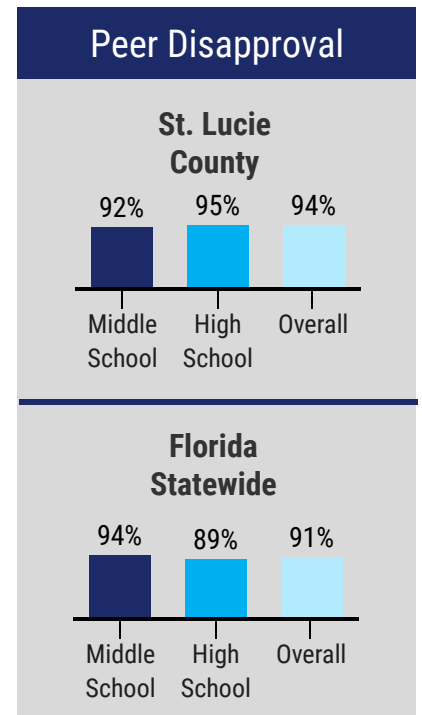 Peer Disapproval
St. Lucie
County
92% 95% 94%
Middle High Overall
School School
Florida
Statewide
94% 89% 91%
Middle High Overall
School School